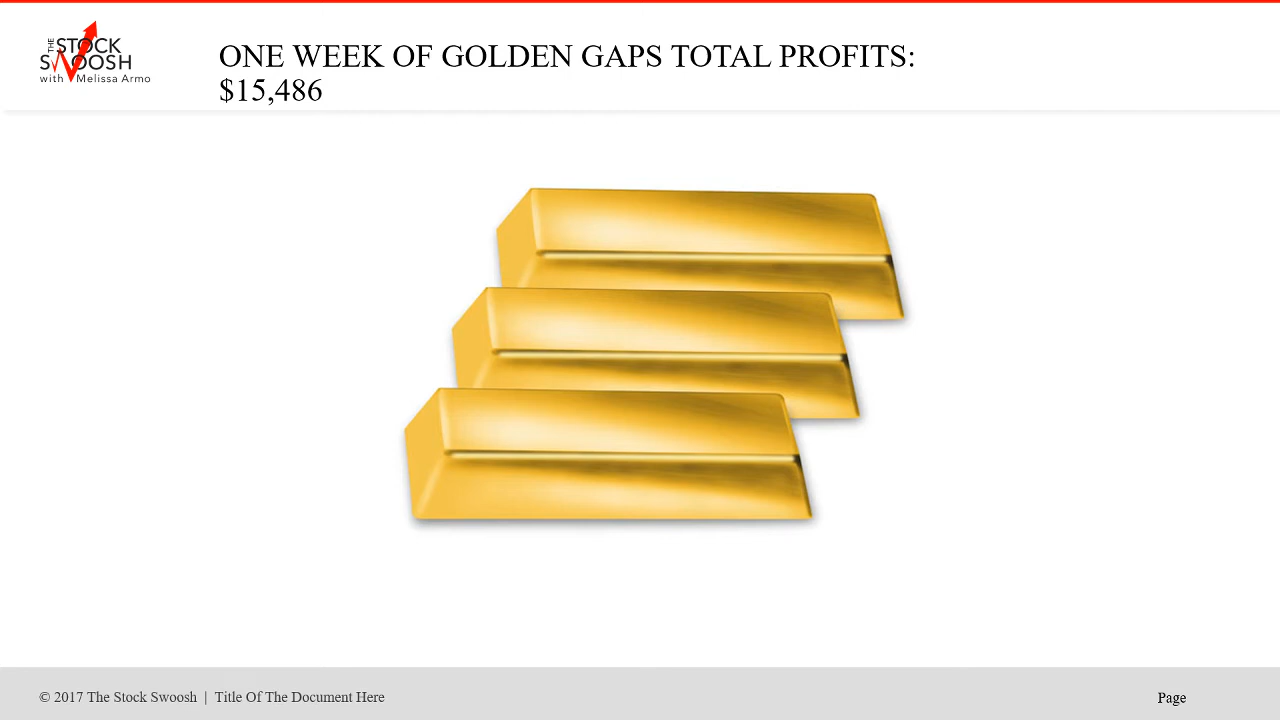 THE STOCK
SWOOSH
with Melissa Armo
ONE WEEK OF GOLDEN GAPS TOTAL PROFITS:
$15,486
© 2017 The Stock Swoosh | Title Of The Document Here
Page